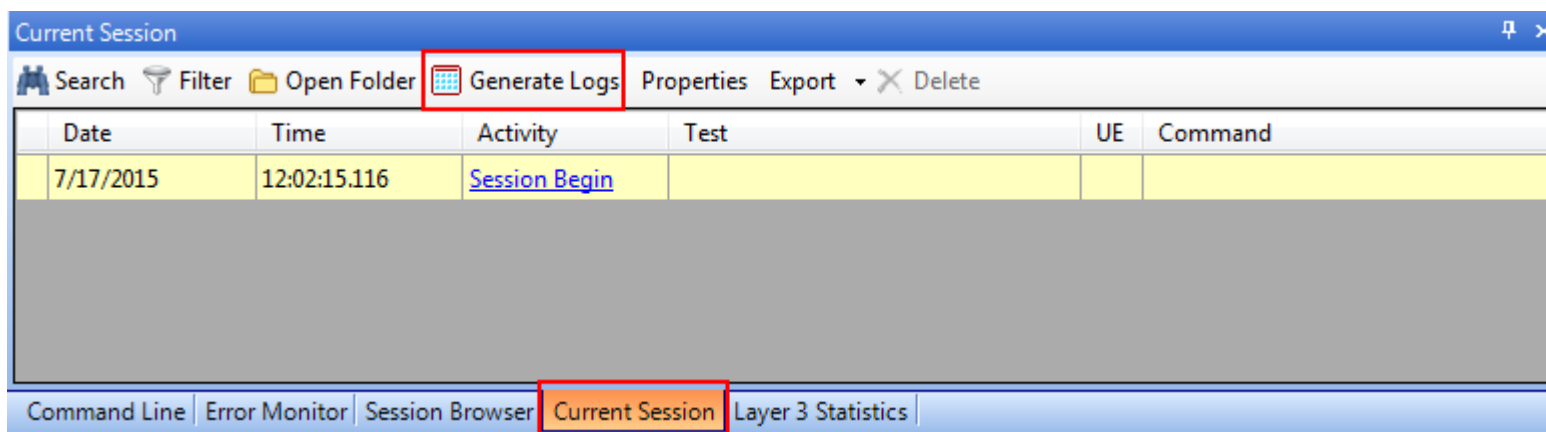 Current Session
Search Filter Open Folder Generate Logs Properties Export Delete
Date Time Activity Test UE Command
7/17/2015 12:02:15.116 Session Begin
Command Line Error Monitor Session Browser Current Session Layer 3 Statistics